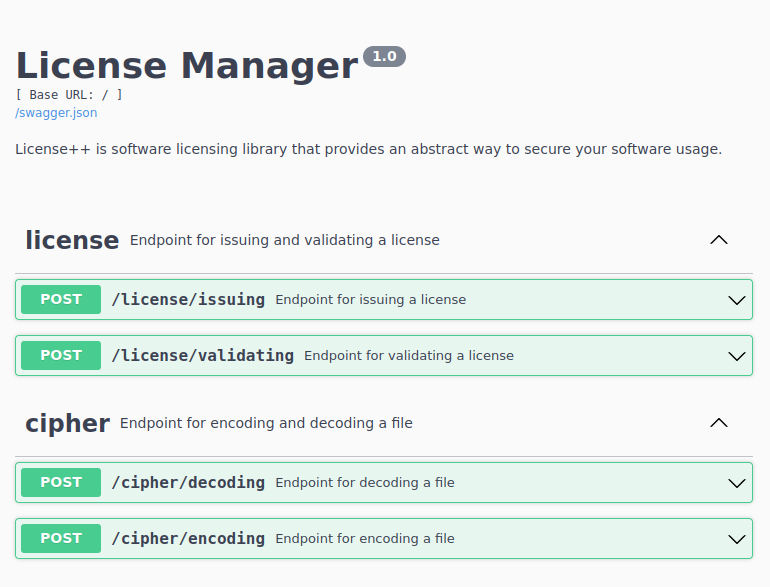 License Manager 1.0
[ Base URL: / ]
/swagger.json
License++ is software licensing library that provides an abstract way to secure your software usage.
license Endpoint for issuing and validating a license
POST /license/issuing Endpoint for issuing a license
POST /license/validating Endpoint for validating a license
cipher Endpoint for encoding and decoding a file
POST /cipher/decoding Endpoint for decoding a file
POST /cipher/encoding Endpoint for encoding a file